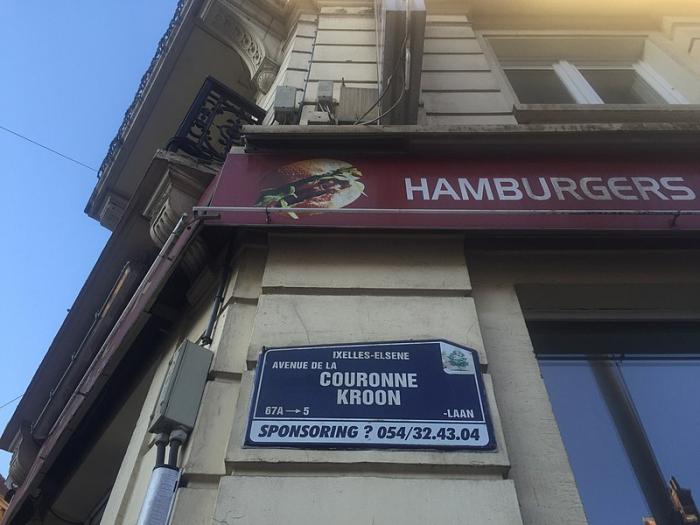 HAMBURGERS
IXELLES-ELSENE
AVENUE DE LA
COURONNE
KROON
67A → 5 -LAAN
SPONSORING ? 054/32.43.04